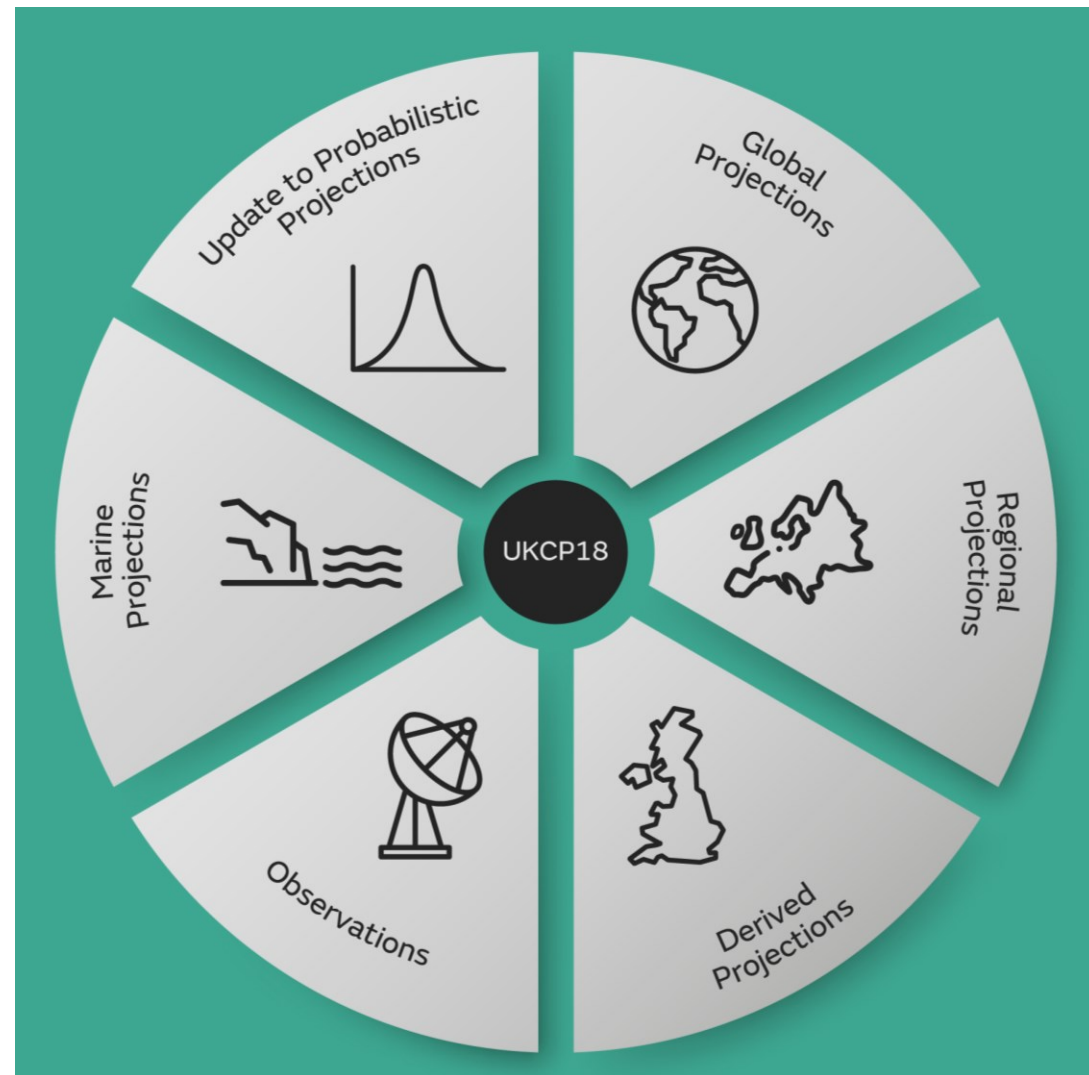 Update to Probabilistic
Projections
Global
Projections
Regional
Projections
Derived
Projections
Observations
Marine
Projections
UKCP18